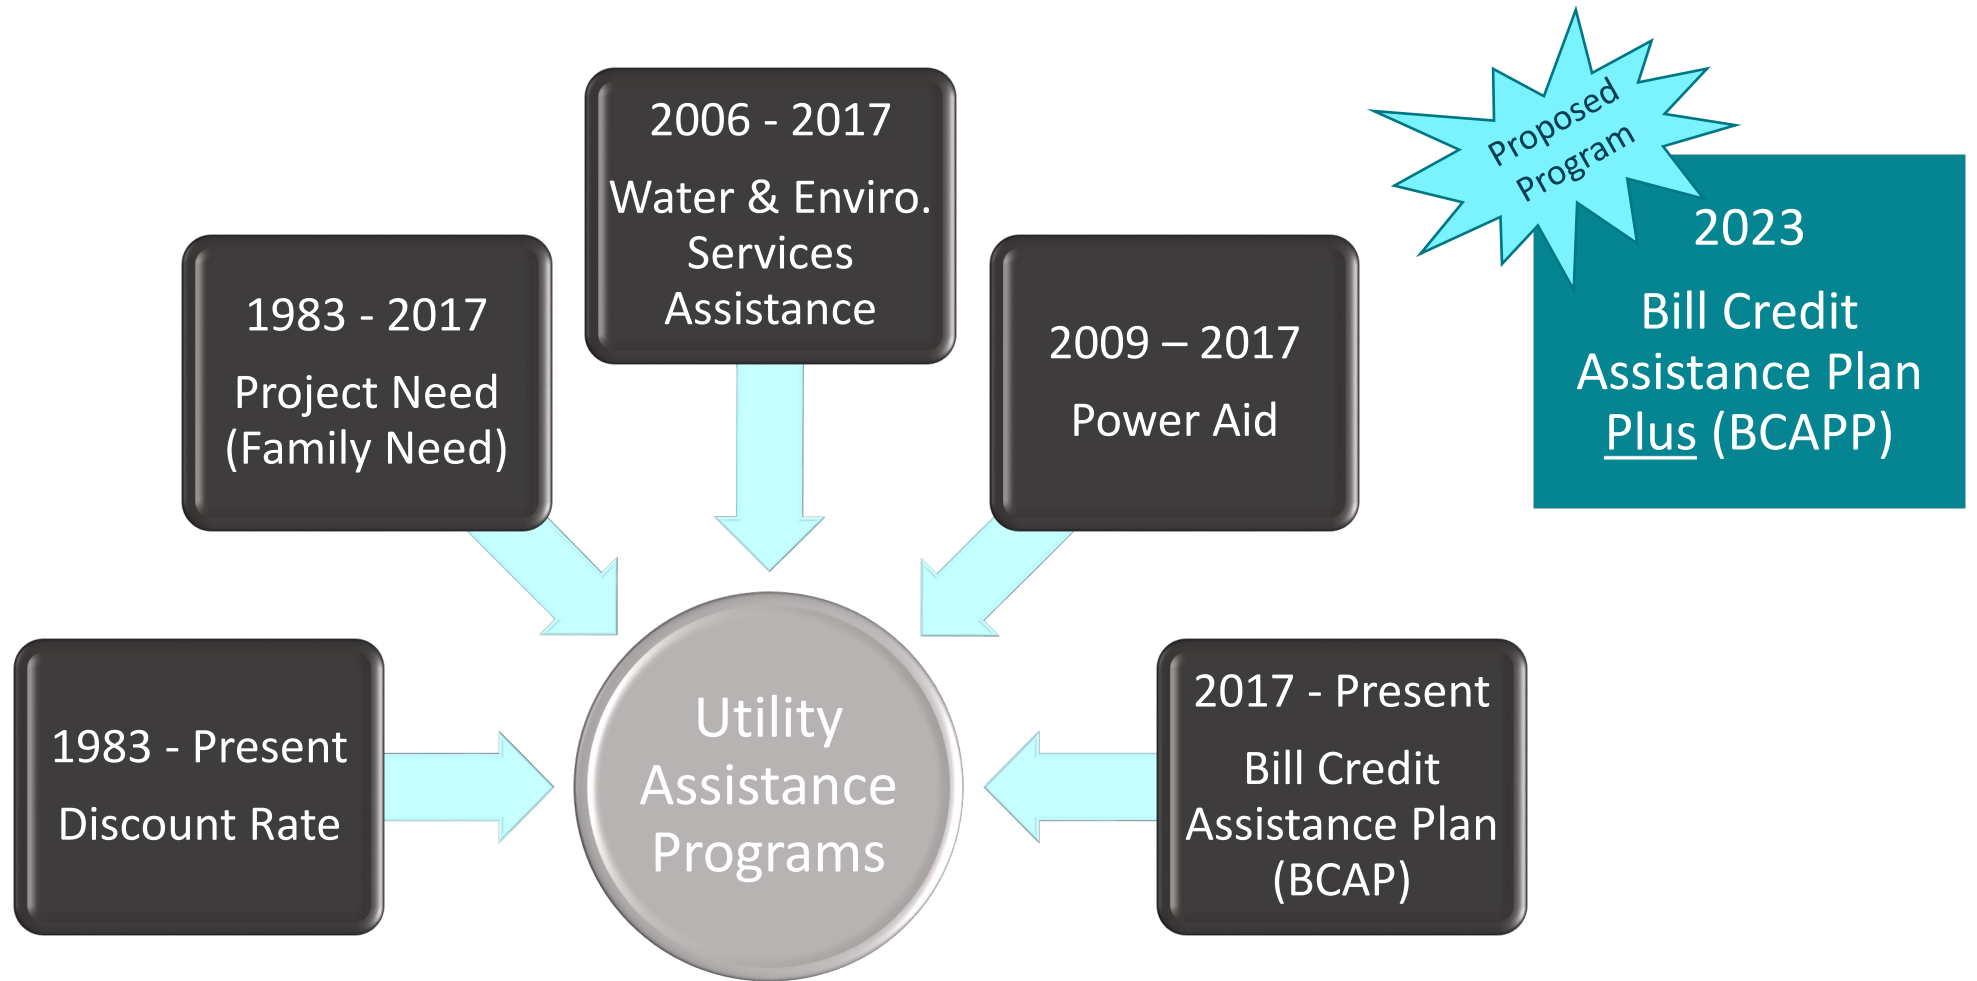 2006 - 2017
Water & Enviro.
Services
Assistance
Proposed
Program
2023
Bill Credit
Assistance Plan
Plus (BCAPP)
1983 - 2017
Project Need
(Family Need)
2009 – 2017
Power Aid
1983 - Present
Discount Rate
Utility
Assistance
Programs
2017 - Present
Bill Credit
Assistance Plan
(BCAP)